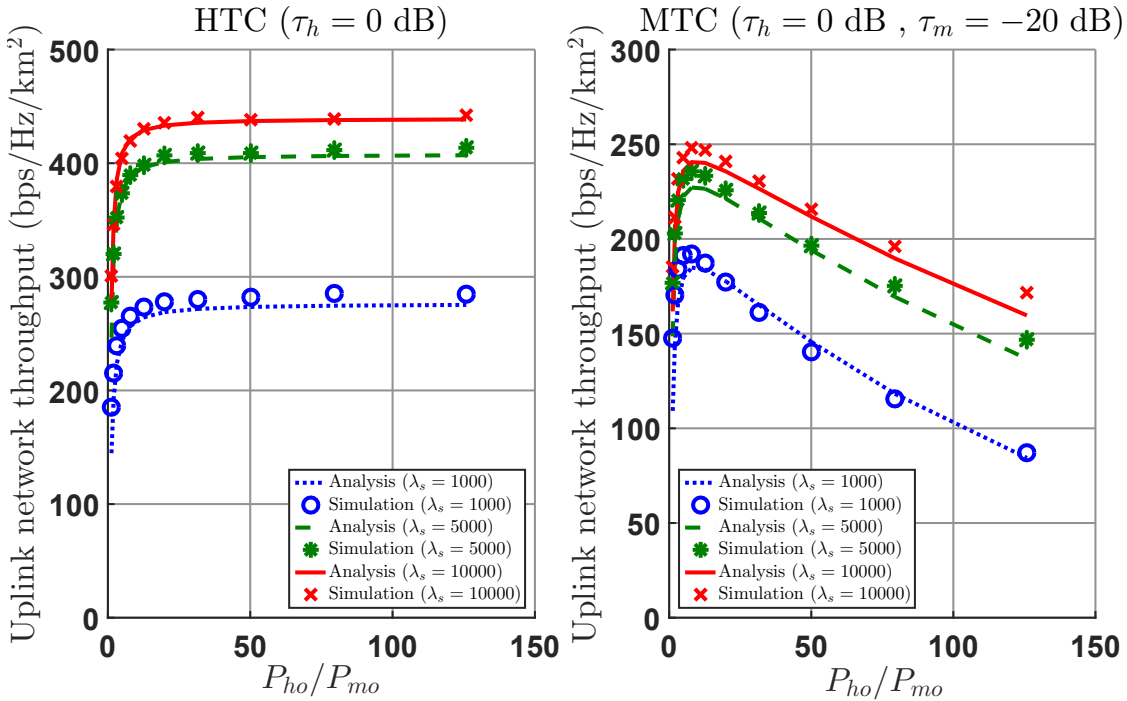 HTC (τ_h = 0 dB)
Uplink network throughput (bps/Hz/km²)
500
400
300
200
100
0
0 50 100 150
P_ho/P_mo
Analysis (λ_s = 1000)
Simulation (λ_s = 1000)
Analysis (λ_s = 5000)
Simulation (λ_s = 5000)
Analysis (λ_s = 10000)
Simulation (λ_s = 10000)
MTC (τ_h = 0 dB , τ_m = −20 dB)
Uplink network throughput (bps/Hz/km²)
300
250
200
150
100
50
0
0 50 100 150
P_ho/P_mo
Analysis (λ_s = 1000)
Simulation (λ_s = 1000)
Analysis (λ_s = 5000)
Simulation (λ_s = 5000)
Analysis (λ_s = 10000)
Simulation (λ_s = 10000)